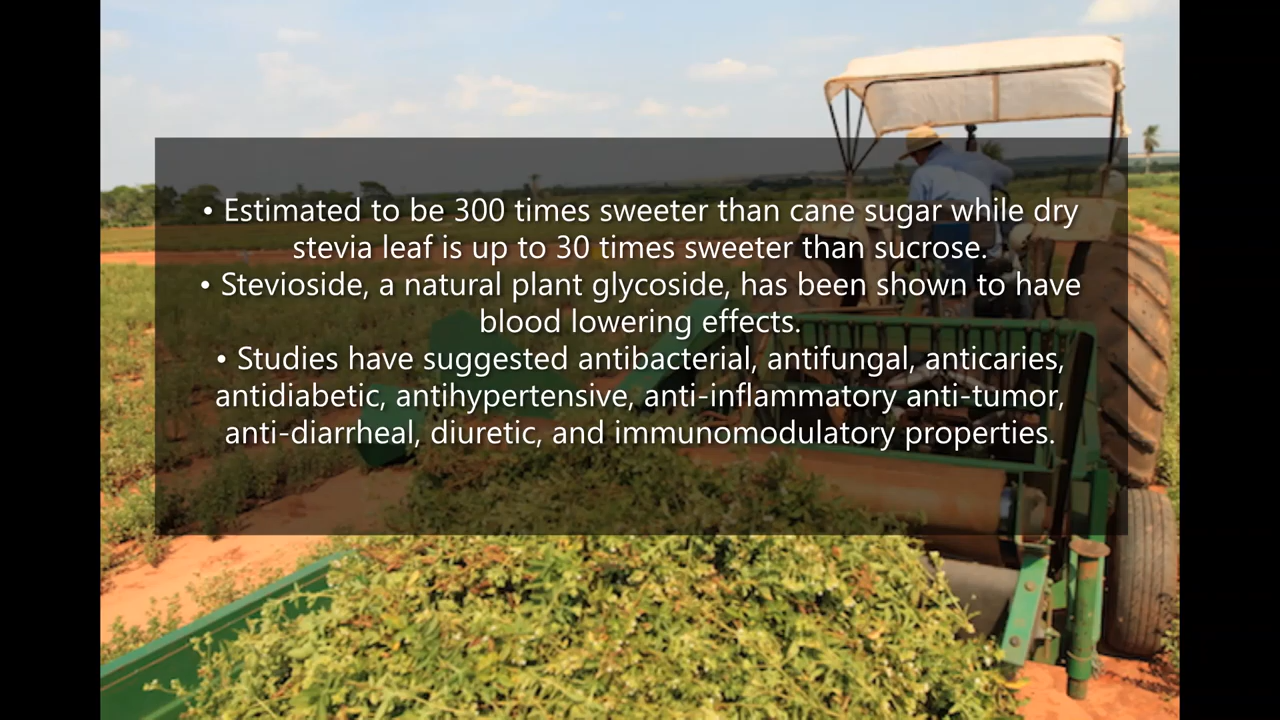 • Estimated to be 300 times sweeter than cane sugar while dry
stevia leaf is up to 30 times sweeter than sucrose.
• Stevioside, a natural plant glycoside, has been shown to have
blood lowering effects.
• Studies have suggested antibacterial, antifungal, anticaries,
antidiabetic, antihypertensive, anti-inflammatory anti-tumor,
anti-diarrheal, diuretic, and immunomodulatory properties.